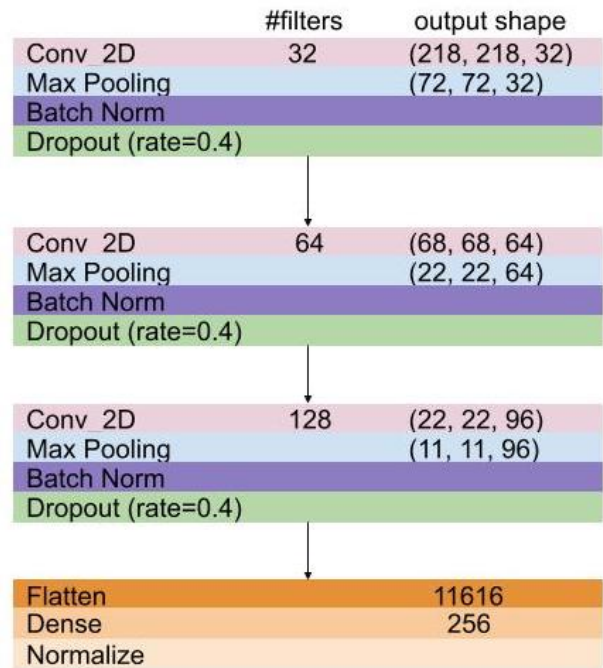 #filters output shape
Conv_2D 32 (218, 218, 32)
Max Pooling (72, 72, 32)
Batch Norm
Dropout (rate=0.4)
Conv_2D 64 (68, 68, 64)
Max Pooling (22, 22, 64)
Batch Norm
Dropout (rate=0.4)
Conv_2D 128 (22, 22, 96)
Max Pooling (11, 11, 96)
Batch Norm
Dropout (rate=0.4)
Flatten 11616
Dense 256
Normalize